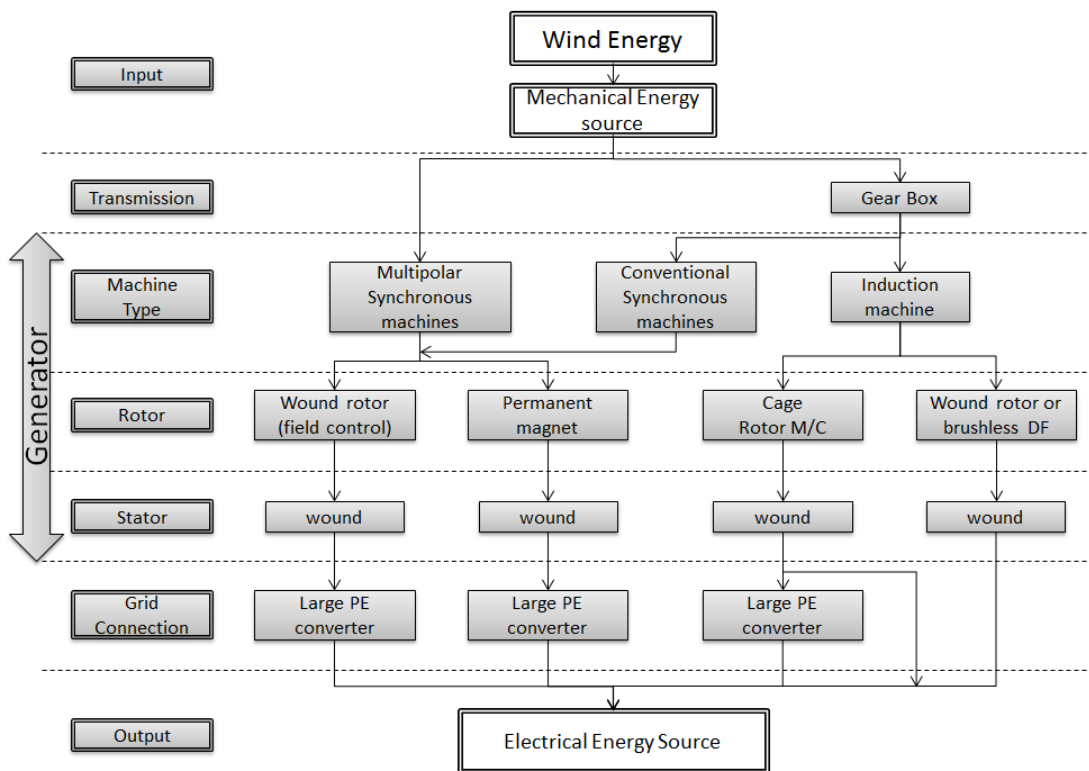 Wind Energy
Input
Mechanical Energy
source
Transmission
Gear Box
Generator
Machine
Type
Multipolar
Synchronous
machines
Conventional
Synchronous
machines
Induction
machine
Rotor
Wound rotor
(field control)
Permanent
magnet
Cage
Rotor M/C
Wound rotor or
brushless DF
Stator
wound
wound
wound
wound
Grid
Connection
Large PE
converter
Large PE
converter
Large PE
converter
Output
Electrical Energy Source